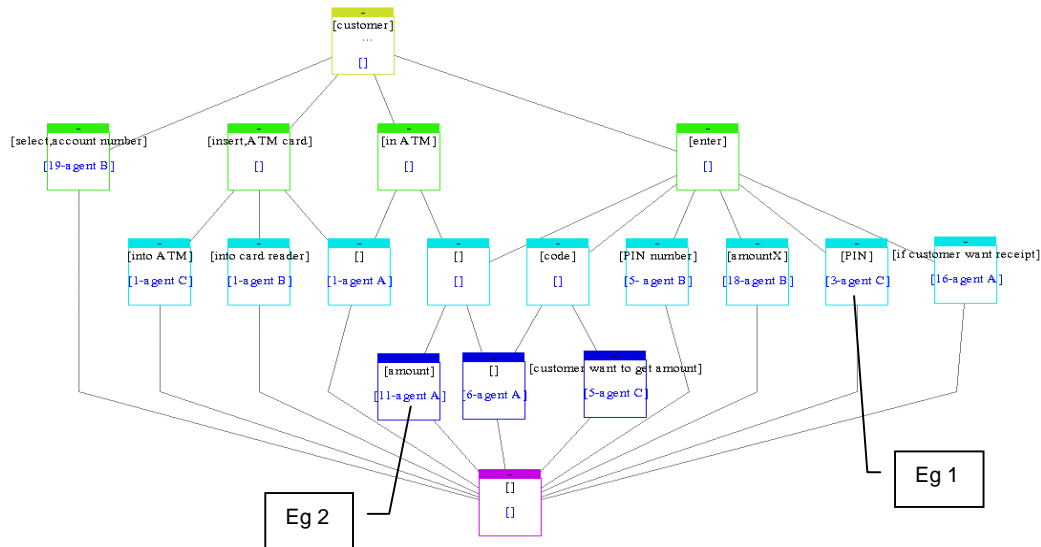 -
[customer]
...
[]
-
[select,account number]
[19-agent B]
-
[insert,ATM card]
[]
-
[in ATM]
[]
-
[enter]
[]
-
[into ATM]
[1-agent C]
-
[into card reader]
[1-agent B]
-
[]
[1-agent A]
-
[]
[]
-
[code]
[]
-
[PIN number]
[5- agent B]
-
[amountX]
[18-agent B]
-
[PIN]
[3-agent C]
-
[if customer want receipt]
[16-agent A]
-
[amount]
[11-agent A]
-
[]
[6-agent A]
-
[customer want to get amount]
[5-agent C]
-
[]
[]
Eg 1
Eg 2